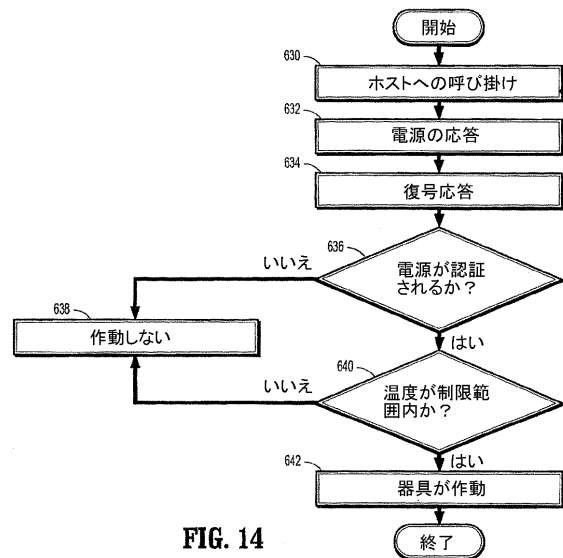 開始
630
ホストへの呼び掛け
632
電源の応答
634
復号応答
636
電源が認証
されるか？
いいえ
638
作動しない
はい
640
温度が制限範
囲内か？
いいえ
はい
642
器具が作動
終了
FIG. 14